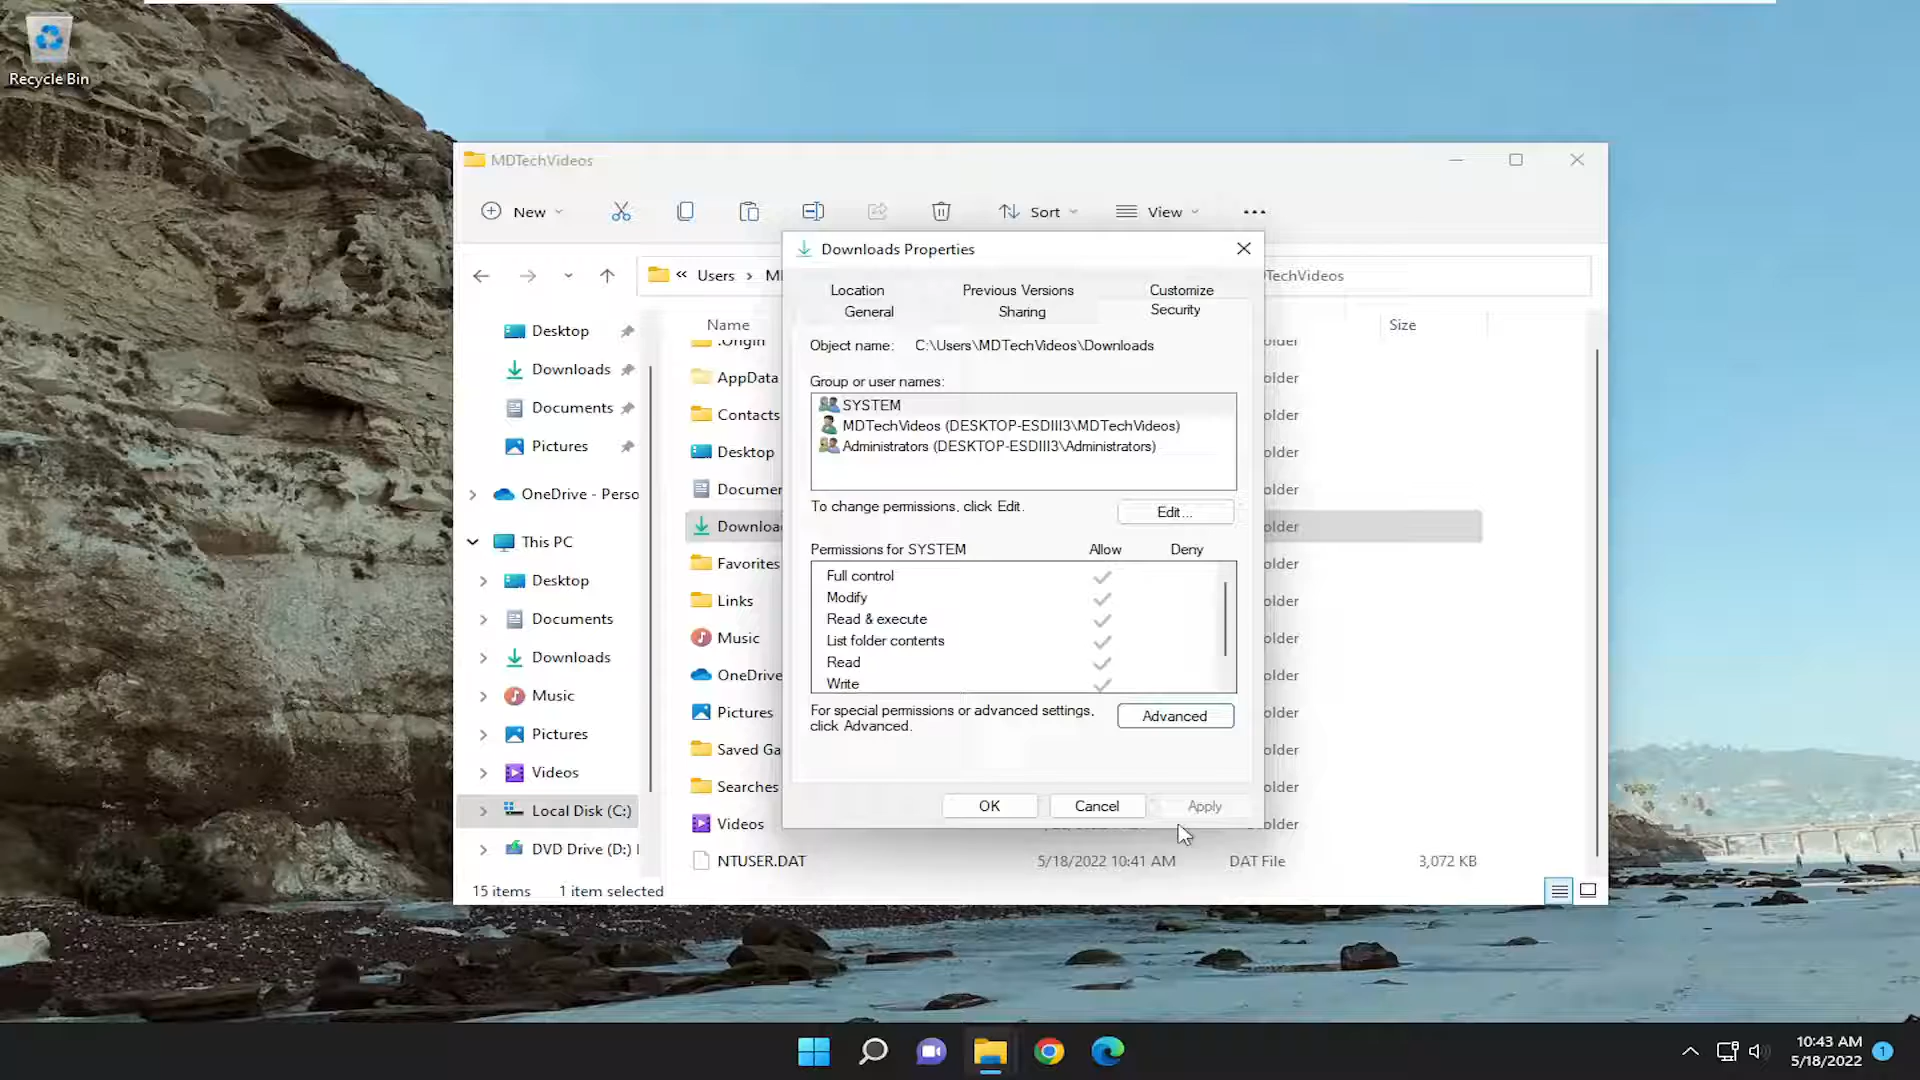 Recycle Bin
MDTechVideos
New
Sort
View
Downloads Properties
Users
TechVideos
Location
Previous Versions
Customize
General
Sharing
Security
Name
Size
Object name: C:\Users\MDTechVideos\Downloads
Group or user names:
SYSTEM
MDTechVideos (DESKTOP-ESDIII3\MDTechVideos)
Administrators (DESKTOP-ESDIII3\Administrators)
To change permissions, click Edit.
Edit...
Permissions for SYSTEM Allow Deny
Full control
Modify
Read & execute
List folder contents
Read
Write
For special permissions or advanced settings,
click Advanced.
Advanced
OK
Cancel
Apply
Desktop
Downloads
Documents
Pictures
OneDrive - Perso
This PC
Desktop
Documents
Downloads
Music
Pictures
Videos
Local Disk (C:)
DVD Drive (D:)
.Origin
AppData
Contacts
Desktop
Documen
Downloa
Favorites
Links
Music
OneDrive
Pictures
Saved Ga
Searches
Videos
NTUSER.DAT 5/18/2022 10:41 AM DAT File 3,072 KB
older
older
older
older
older
older
older
older
older
older
older
older
older
older
15 items 1 item selected
10:43 AM
5/18/2022
1